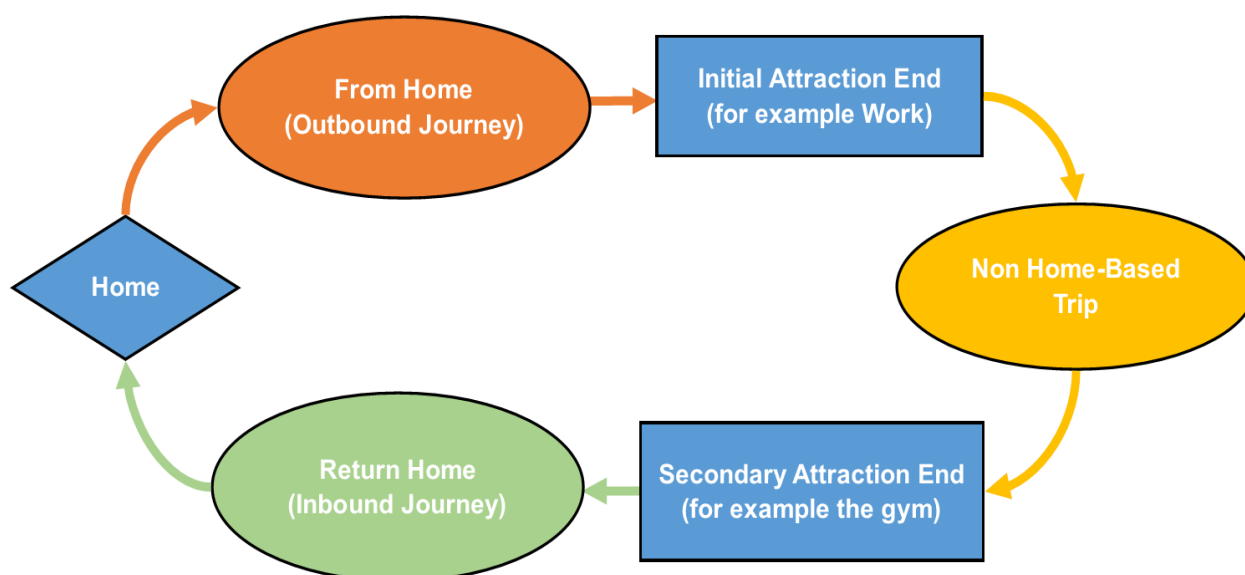 From Home
(Outbound Journey)
Initial Attraction End
(for example Work)
Non Home-Based
Trip
Home
Return Home
(Inbound Journey)
Secondary Attraction End
(for example the gym)